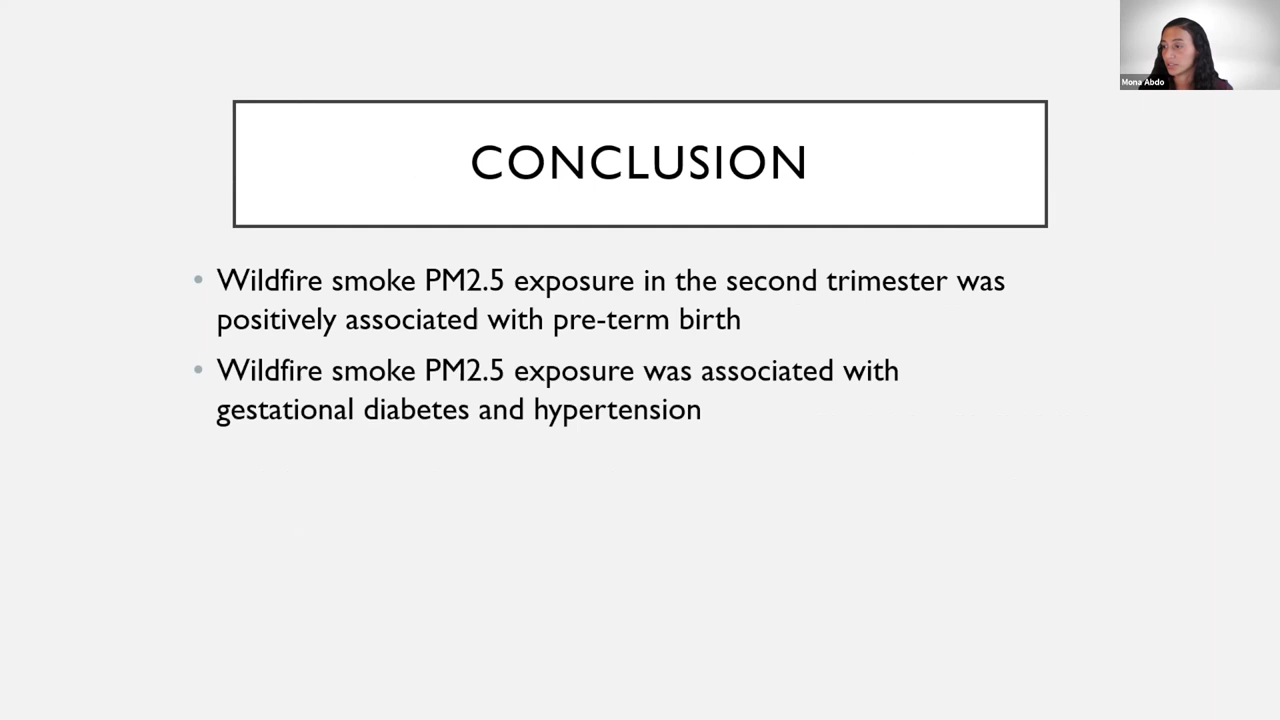 Mona Abdo
CONCLUSION
• Wildfire smoke PM2.5 exposure in the second trimester was
positively associated with pre-term birth
• Wildfire smoke PM2.5 exposure was associated with
gestational diabetes and hypertension